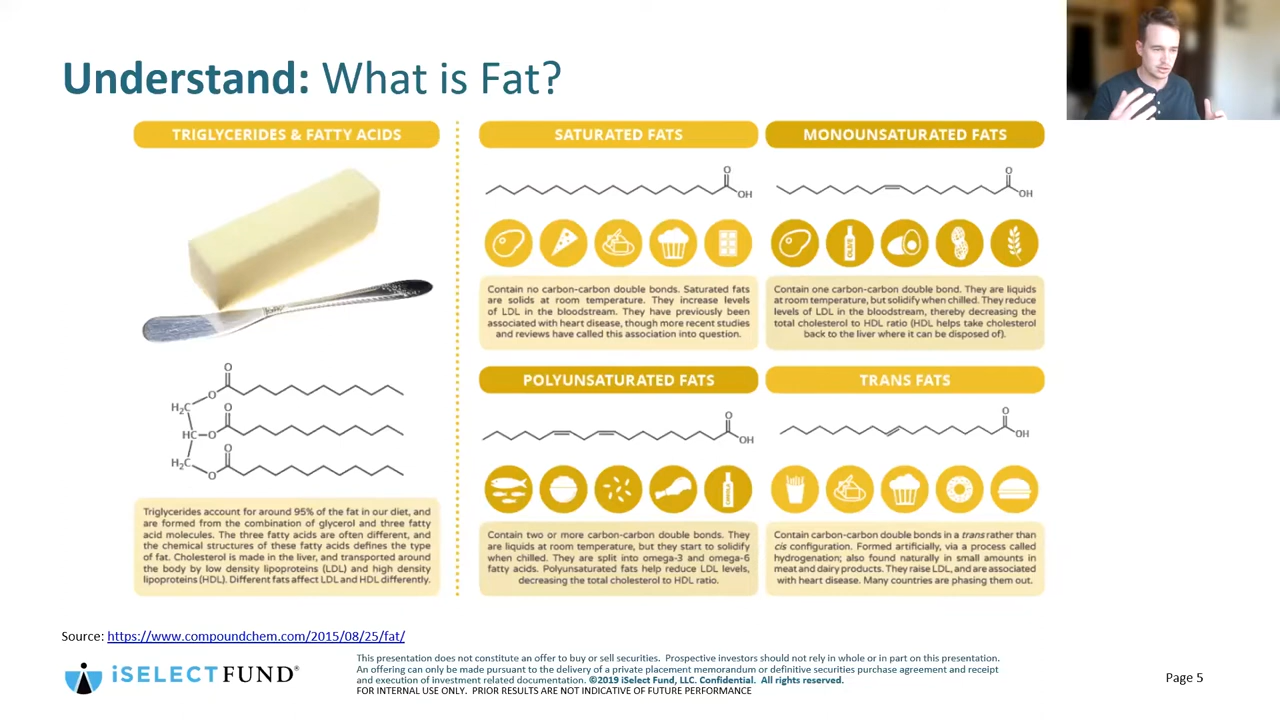 Understand: What is Fat?
TRIGLYCERIDES & FATTY ACIDS
O
O
H₂C
O
HC
O
O
H₂C
O
Triglycerides account for around 95% of the fat in our diet, and
are formed from the combination of glycerol and three fatty
acid molecules. The three fatty acids are often different, and
the chemical structures of these fatty acids defines the type
of fat. Cholesterol is made in the liver, and transported around
the body by low density lipoproteins (LDL) and high density
lipoproteins (HDL). Different fats affect LDL and HDL differently.
SATURATED FATS
O
OH
Contain no carbon-carbon double bonds. Saturated fats
are solids at room temperature. They increase levels
of LDL in the bloodstream. They have previously been
associated with heart disease, though more recent studies
and reviews have called this association into question.
MONOUNSATURATED FATS
O
OH
OLIVE
Contain one carbon-carbon double bond. They are liquids
at room temperature, but solidify when chilled. They reduce
levels of LDL in the bloodstream, thereby decreasing the
total cholesterol to HDL ratio (HDL helps take cholesterol
back to the liver where it can be disposed of).
POLYUNSATURATED FATS
O
OH
CANOLA
Contain two or more carbon-carbon double bonds. They
are liquids at room temperature, but they start to solidify
when chilled. They are split into omega-3 and omega-6
fatty acids. Polyunsaturated fats help reduce LDL levels,
decreasing the total cholesterol to HDL ratio.
TRANS FATS
O
OH
Contain carbon-carbon double bonds in a trans rather than
cis configuration. Formed artificially, via a process called
hydrogenation; also found naturally in small amounts in
meat and dairy products. They raise LDL, and are associated
with heart disease. Many countries are phasing them out.
Source: https://www.compoundchem.com/2015/08/25/fat/
iSELECTFUND®
This presentation does not constitute an offer to buy or sell securities. Prospective investors should not rely in whole or in part on this presentation.
An offering can only be made pursuant to the delivery of a private placement memorandum or definitive securities purchase agreement and receipt
and execution of investment related documentation. ©2019 iSelect Fund, LLC. Confidential. All rights reserved.
FOR INTERNAL USE ONLY. PRIOR RESULTS ARE NOT INDICATIVE OF FUTURE PERFORMANCE
Page 5